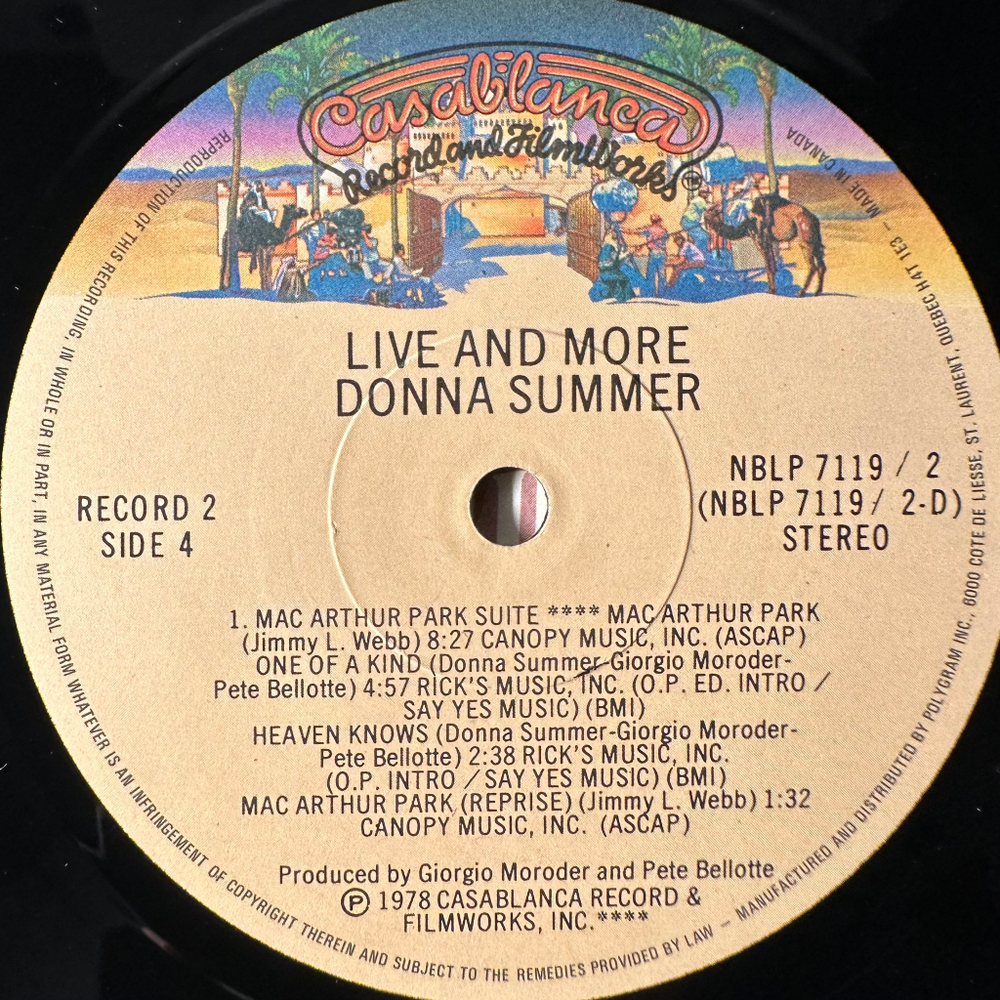 Casablanca
Record and FilmWorks ®
LIVE AND MORE
DONNA SUMMER
RECORD 2
SIDE 4
NBLP 7119 / 2
(NBLP 7119 / 2-D)
STEREO
1. MAC ARTHUR PARK SUITE **** MAC ARTHUR PARK
(Jimmy L. Webb) 8:27 CANOPY MUSIC, INC. (ASCAP)
ONE OF A KIND (Donna Summer-Giorgio Moroder-
Pete Bellotte) 4:57 RICK'S MUSIC, INC. (O.P. ED. INTRO /
SAY YES MUSIC) (BMI)
HEAVEN KNOWS (Donna Summer-Giorgio Moroder-
Pete Bellotte) 2:38 RICK'S MUSIC, INC.
(O.P. INTRO / SAY YES MUSIC) (BMI)
MAC ARTHUR PARK (REPRISE) (Jimmy L. Webb) 1:32
CANOPY MUSIC, INC. (ASCAP)
Produced by Giorgio Moroder and Pete Bellotte
℗ 1978 CASABLANCA RECORD &
FILMWORKS, INC.****
REPRODUCTION OF THIS RECORDING, IN WHOLE OR IN PART, IN ANY MATERIAL FORM WHATEVER IS AN INFRINGEMENT OF COPYRIGHT THEREIN AND SUBJECT TO THE REMEDIES PROVIDED BY LAW – MANUFACTURED AND DISTRIBUTED BY POLYGRAM INC., 6000 COTE DE LIESSE, ST. LAURENT, QUEBEC H4T 1E3 – MADE IN CANADA